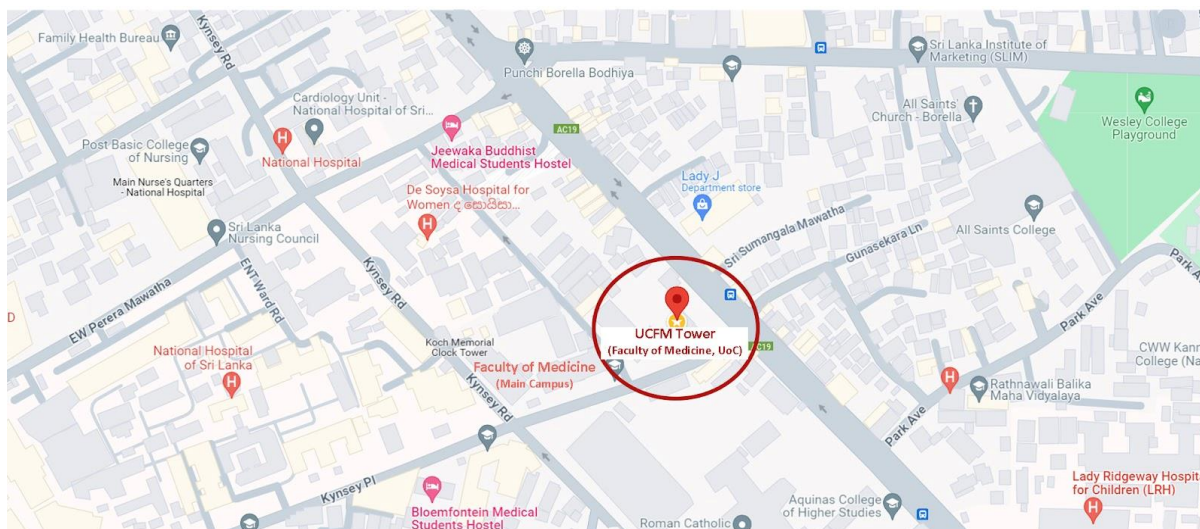 Family Health Bureau
Kynsey Rd
Punchi Borella Bodhiya
Sri Lanka Institute of
Marketing (SLIM)
Cardiology Unit -
National Hospital of Sri...
All Saints'
Church - Borella
Wesley College
Playground
AC19
Post Basic College
of Nursing
National Hospital
Jeewaka Buddhist
Medical Students Hostel
Main Nurse's Quarters
- National Hospital
De Soysa Hospital for
Women ද
Lady J
Department store
Sri Lanka
Nursing Council
Sri Sumangala Mawatha
Gunasekara Ln
All Saints College
Park A
ENT Ward Rd
Kynsey Rd
EW Perera Mawatha
D
Park Ave
UCFM Tower
(Faculty of Medicine, UoC)
AC19
Koch Memorial
Clock Tower
National Hospital
of Sri Lanka
Faculty of Medicine
(Main Campus)
CWW Kann
College (Na
Rathnawali Balika
Maha Vidyalaya
Kynsey Rd
Park Ave
Kynsey Pl
Bloemfontein Medical
Students Hostel
Aquinas College
of Higher Studies
Roman Catholic
Lady Ridgeway Hospita
for Children (LRH)